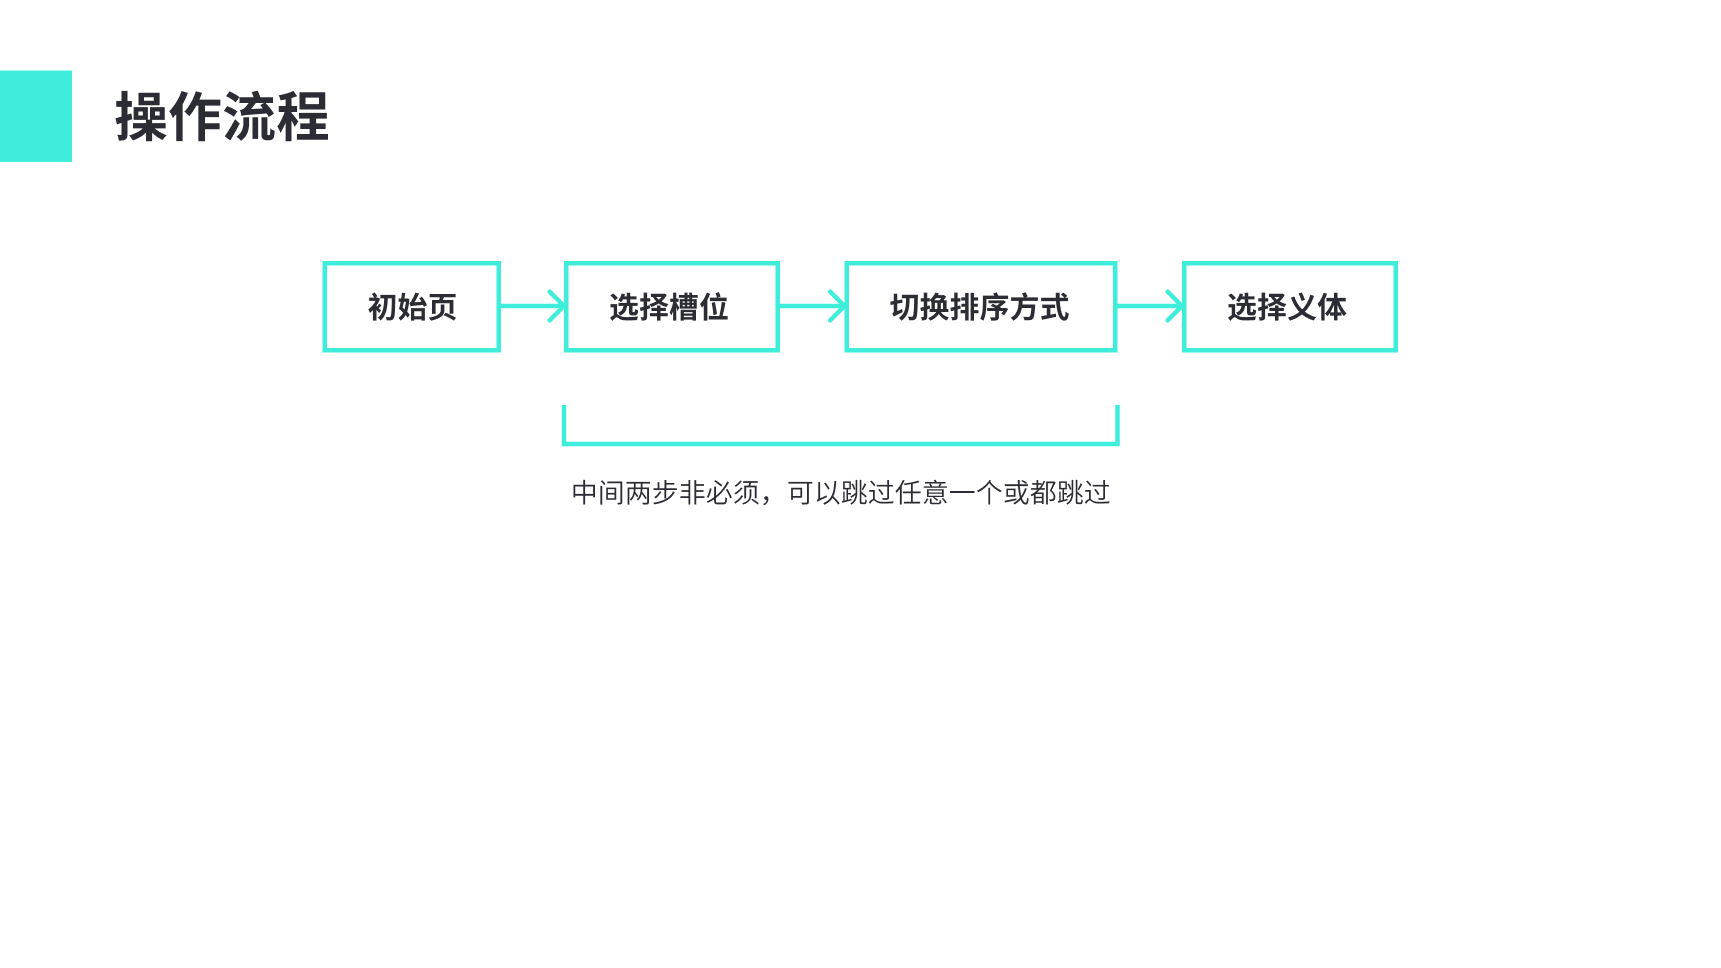 操作流程
初始页
选择槽位
切换排序方式
选择义体
中间两步非必须，可以跳过任意一个或都跳过